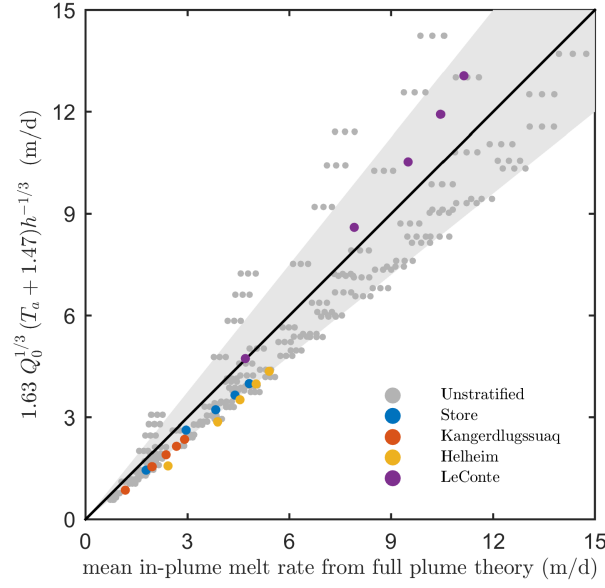 15
12
9
6
3
0
1.63 Q_0^{1/3} (T_a + 1.47)h^{-1/3} (m/d)
Unstratified
Store
Kangerdlugssuaq
Helheim
LeConte
0 3 6 9 12 15
mean in-plume melt rate from full plume theory (m/d)